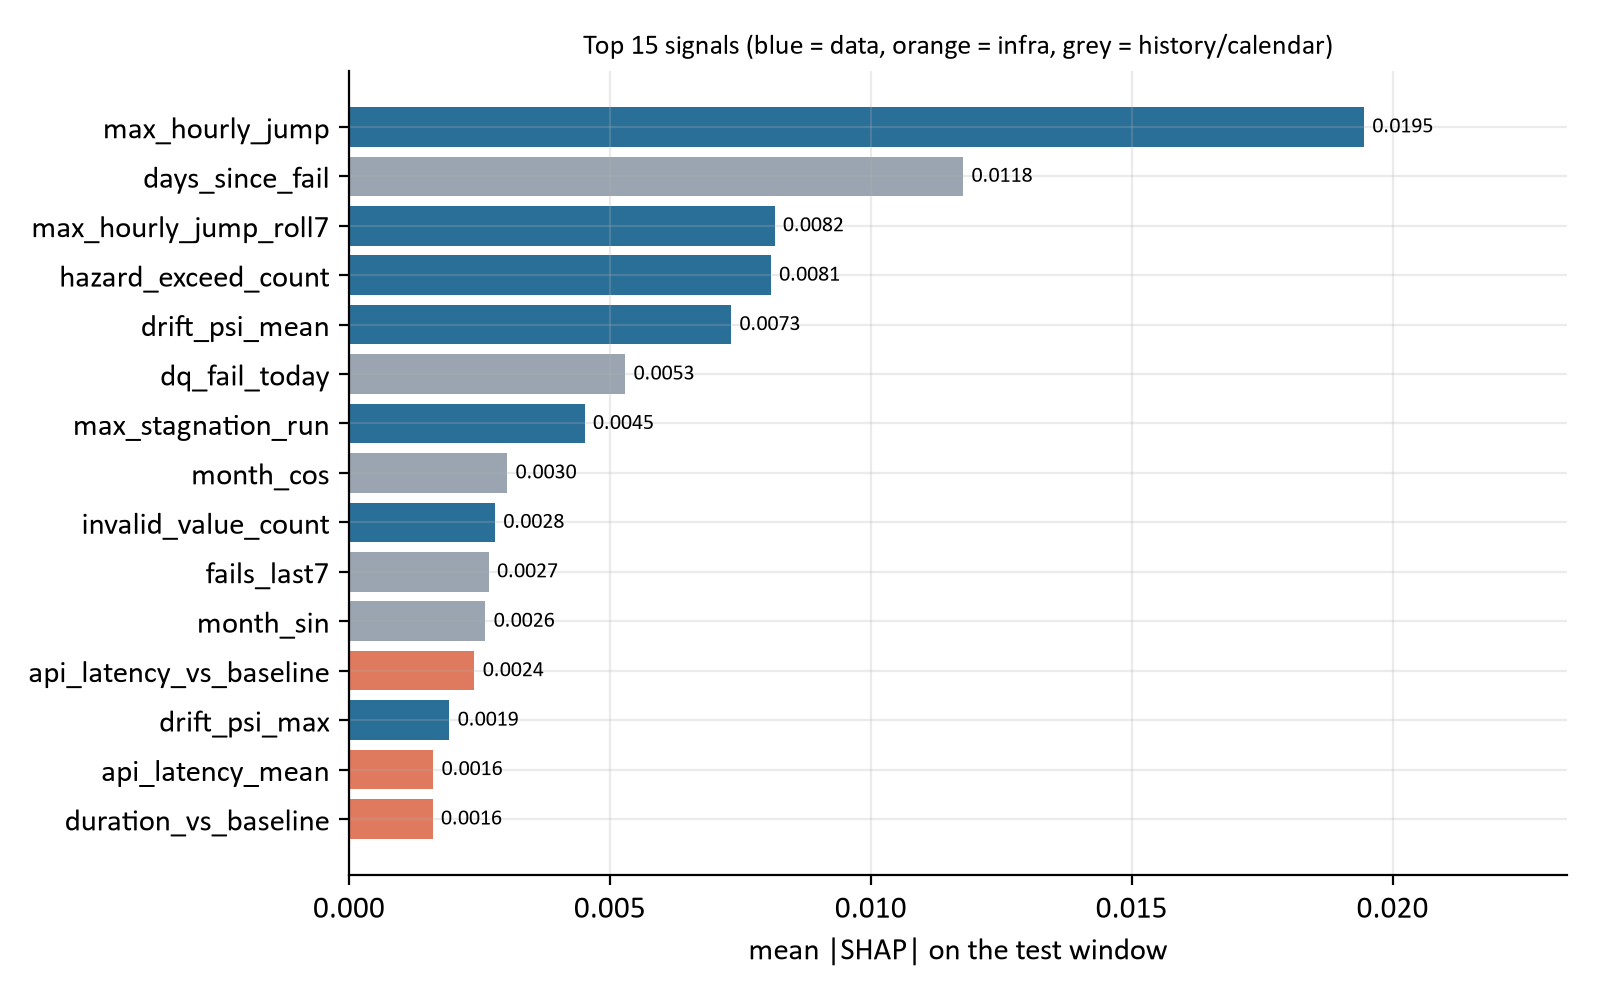 Top 15 signals (blue = data, orange = infra, grey = history/calendar)
max_hourly_jump 0.0195
days_since_fail 0.0118
max_hourly_jump_roll7 0.0082
hazard_exceed_count 0.0081
drift_psi_mean 0.0073
dq_fail_today 0.0053
max_stagnation_run 0.0045
month_cos 0.0030
invalid_value_count 0.0028
fails_last7 0.0027
month_sin 0.0026
api_latency_vs_baseline 0.0024
drift_psi_max 0.0019
api_latency_mean 0.0016
duration_vs_baseline 0.0016
0.000 0.005 0.010 0.015 0.020
mean |SHAP| on the test window